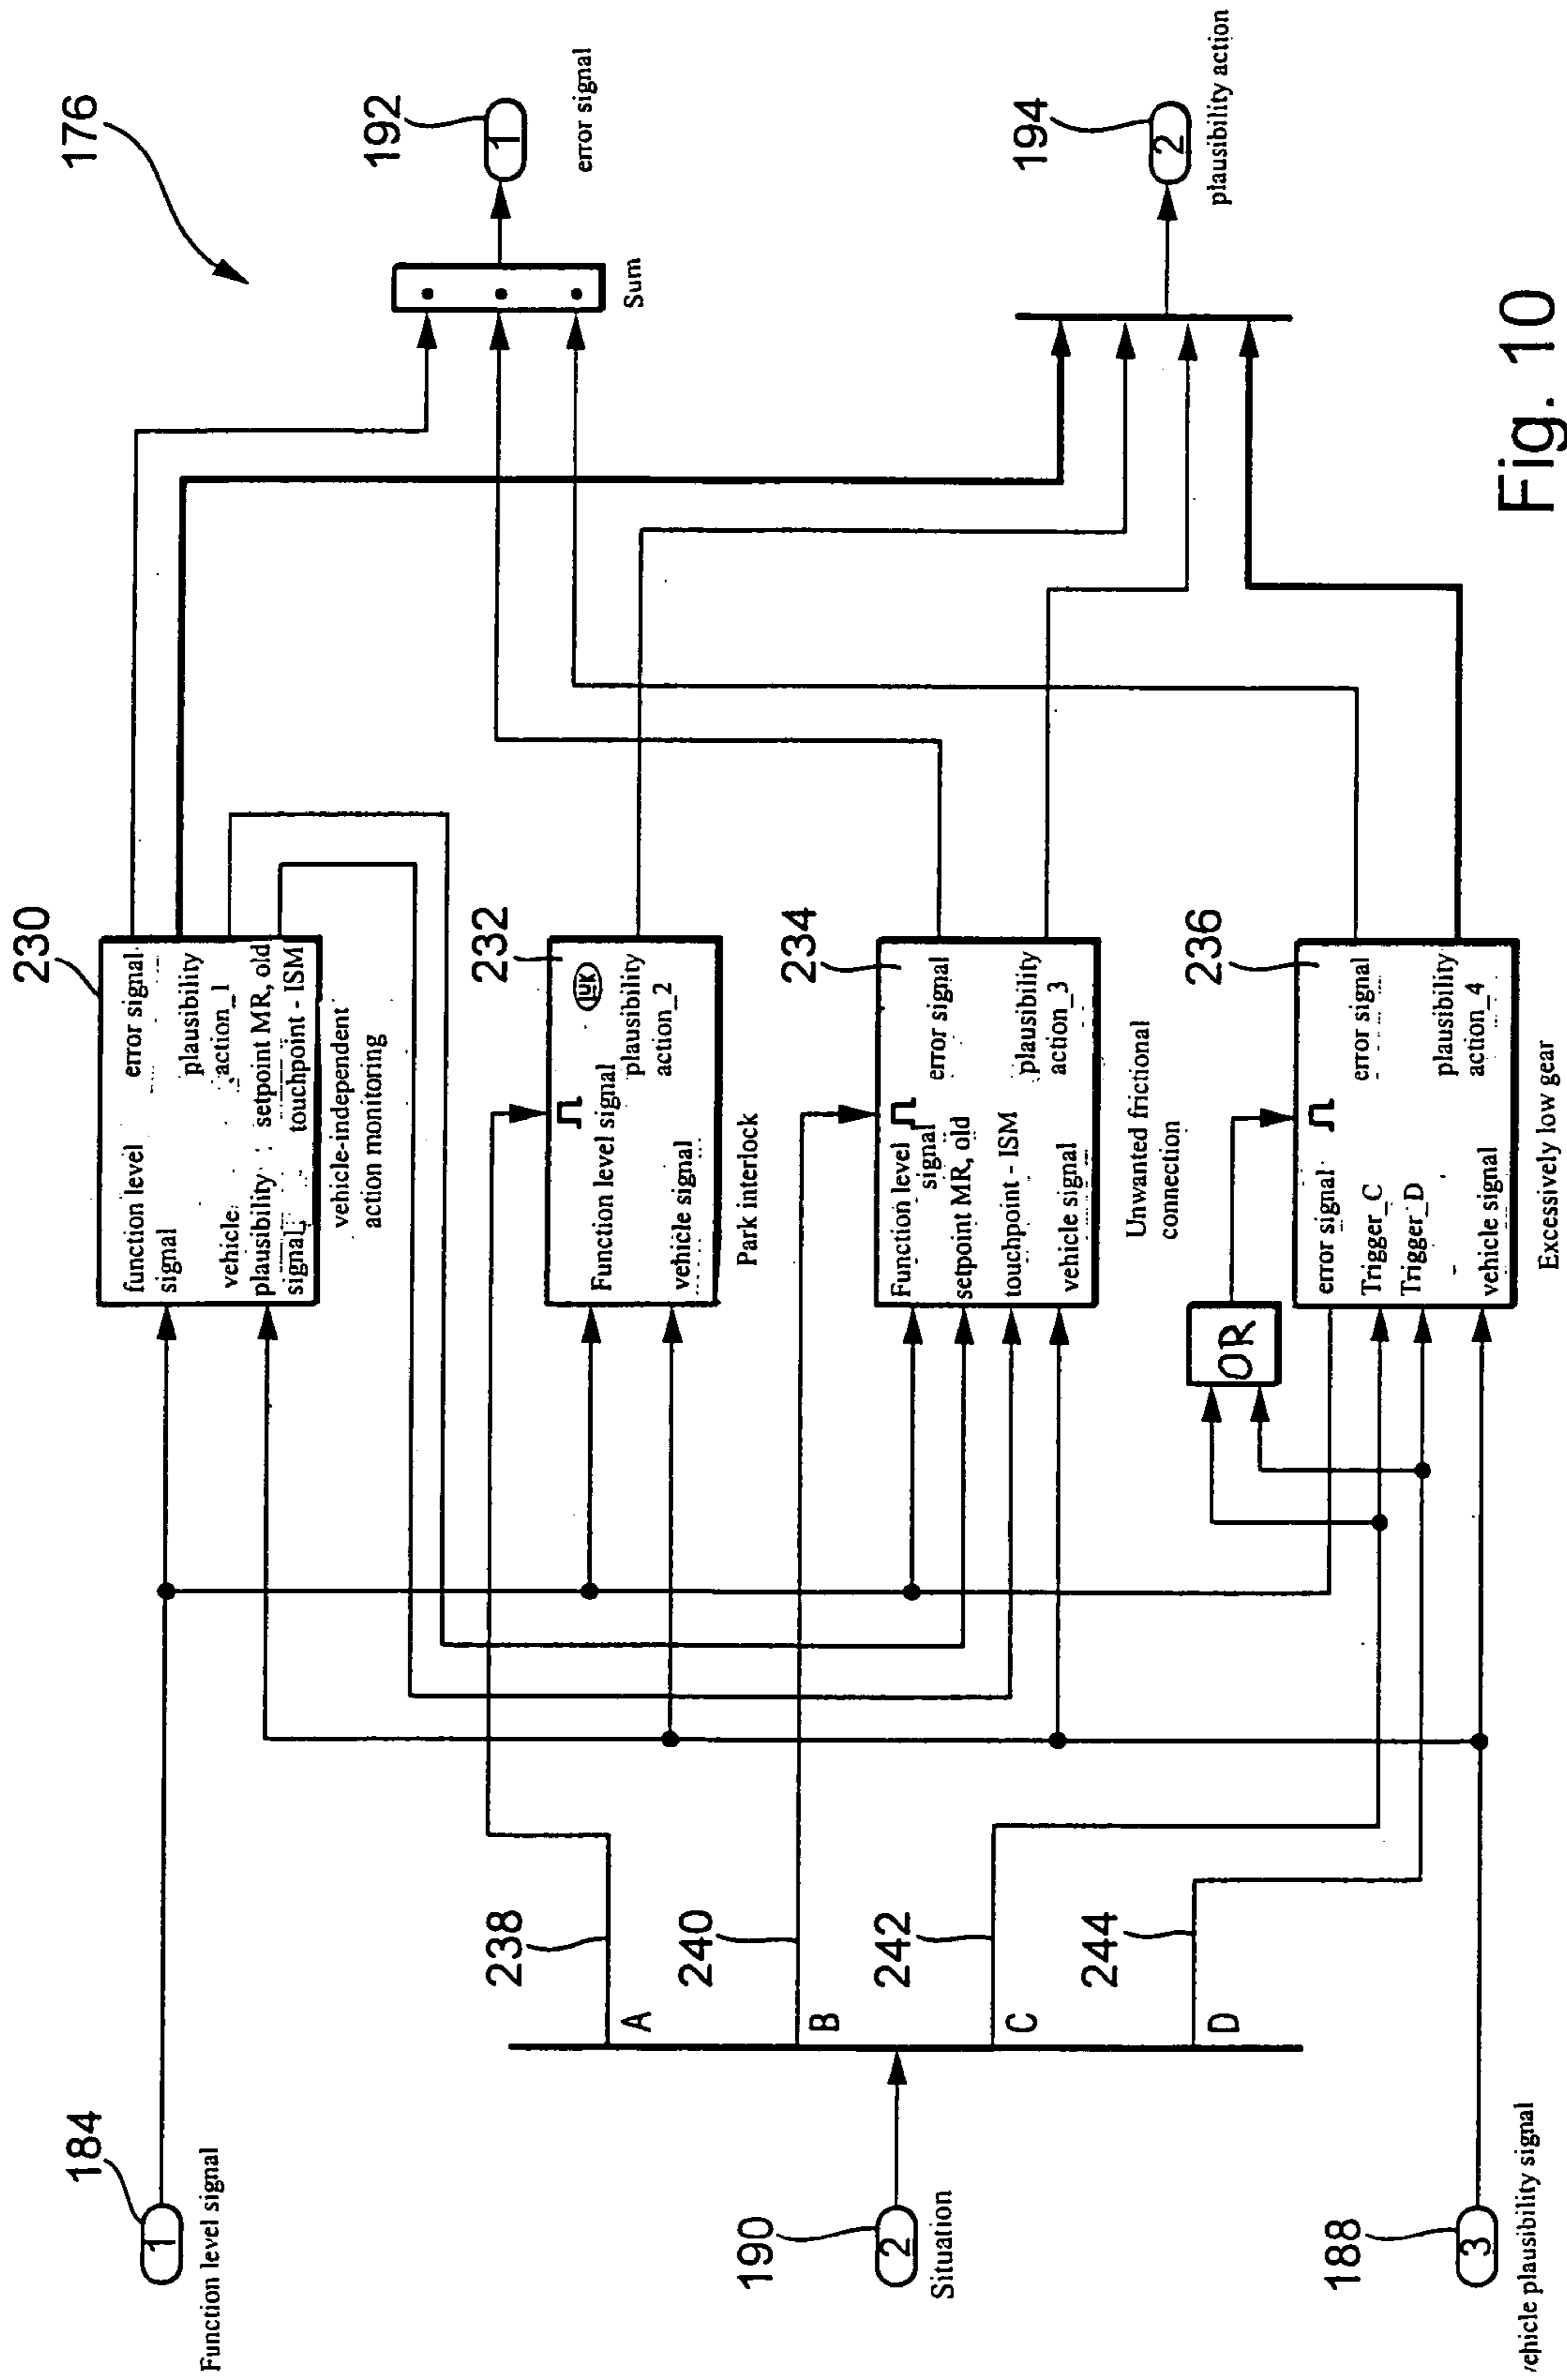 176
184
1
Function level signal
190
2
Situation
188
3
vehicle plausibility signal
238
A
240
B
242
C
244
D
230
function level
signal
vehicle
plausibility
signal
error signal
plausibility
action_1
setpoint MR, old
touchpoint - ISM
vehicle-independent
action monitoring
232
Function level signal
vehicle signal
LuK
plausibility
action_2
Park interlock
234
Function level
signal
setpoint MR, old
touchpoint - ISM
vehicle signal
error signal
plausibility
action_3
Unwanted frictional
connection
OR
236
error signal
Trigger_C
Trigger_D
vehicle signal
error signal
plausibility
action_4
Excessively low gear
Sum
192
1
error signal
194
2
plausibility action
Fig. 10